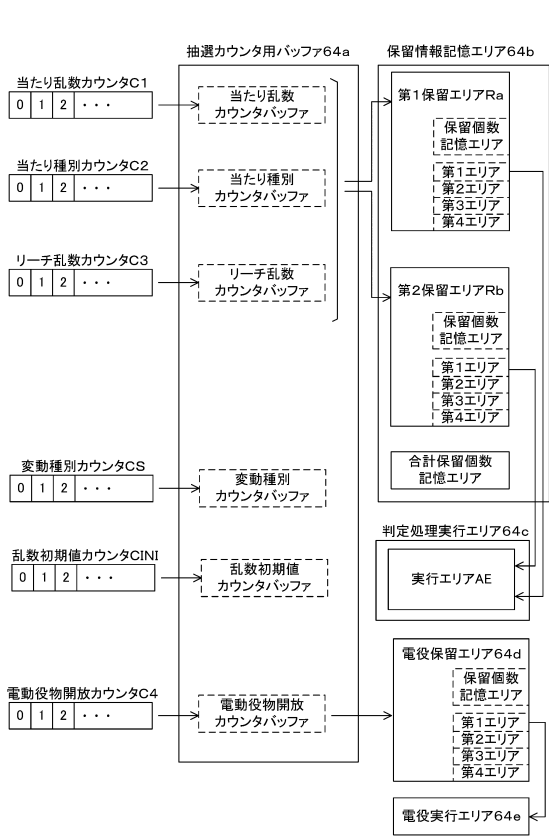 抽選カウンタ用バッファ64a
保留情報記憶エリア64b
当たり乱数カウンタC1
0 1 2 ・・・
当たり乱数
カウンタバッファ
第1保留エリアRa
保留個数
記憶エリア
第1エリア
第2エリア
第3エリア
第4エリア
当たり種別カウンタC2
0 1 2 ・・・
当たり種別
カウンタバッファ
リーチ乱数カウンタC3
0 1 2 ・・・
リーチ乱数
カウンタバッファ
第2保留エリアRb
保留個数
記憶エリア
第1エリア
第2エリア
第3エリア
第4エリア
合計保留個数
記憶エリア
変動種別カウンタCS
0 1 2 ・・・
変動種別
カウンタバッファ
判定処理実行エリア64c
実行エリアAE
乱数初期値カウンタCINI
0 1 2 ・・・
乱数初期値
カウンタバッファ
電動役物開放カウンタC4
0 1 2 ・・・
電動役物開放
カウンタバッファ
電役保留エリア64d
保留個数
記憶エリア
第1エリア
第2エリア
第3エリア
第4エリア
電役実行エリア64e